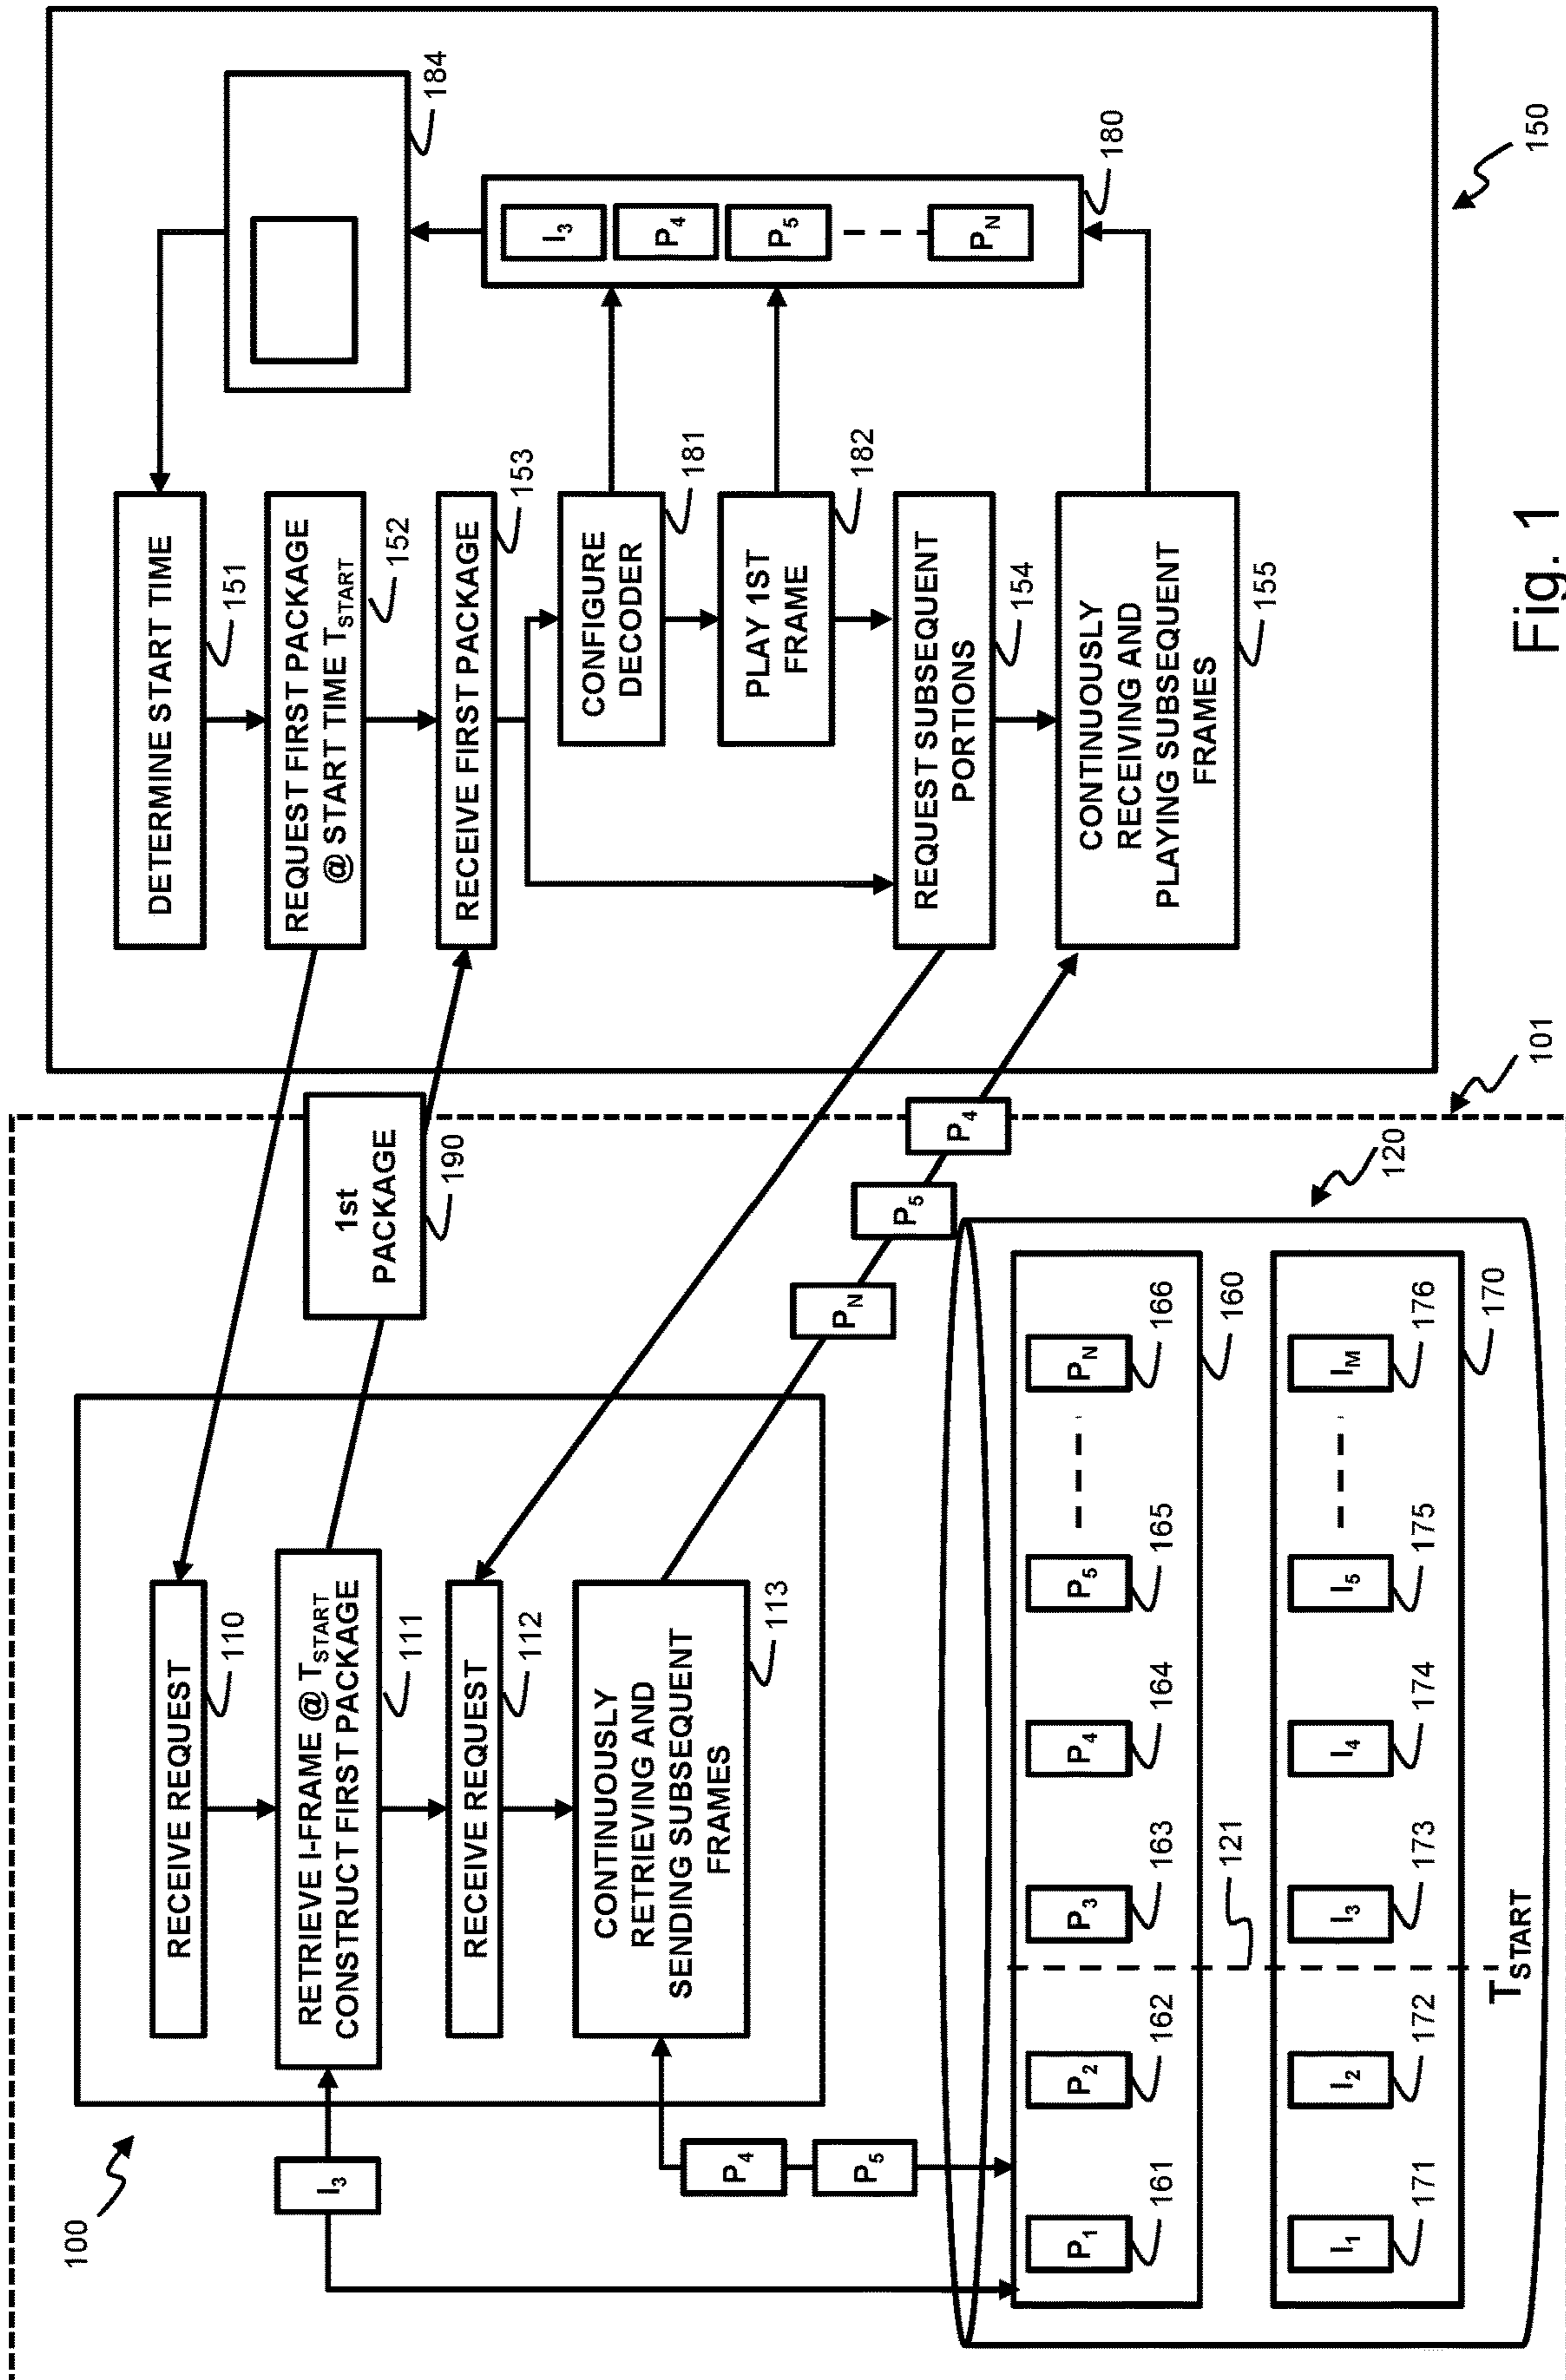 100
I3
RECEIVE REQUEST
110
RETRIEVE I-FRAME @ TSTART
CONSTRUCT FIRST PACKAGE
111
RECEIVE REQUEST
112
CONTINUOUSLY
RETRIEVING AND
SENDING SUBSEQUENT
FRAMES
113
P4
P5
1st
PACKAGE
190
PN
P5
P4
P1
161
P2
162
P3
163
P4
164
P5
165
PN
166
160
121
I1
171
I2
172
I3
173
I4
174
I5
175
IM
176
170
TSTART
120
101
DETERMINE START TIME
151
REQUEST FIRST PACKAGE
@ START TIME TSTART
152
RECEIVE FIRST PACKAGE
153
CONFIGURE
DECODER
181
PLAY 1ST
FRAME
182
REQUEST SUBSEQUENT
PORTIONS
154
CONTINUOUSLY
RECEIVING AND
PLAYING SUBSEQUENT
FRAMES
155
184
I3
P4
P5
PN
180
150
Fig. 1